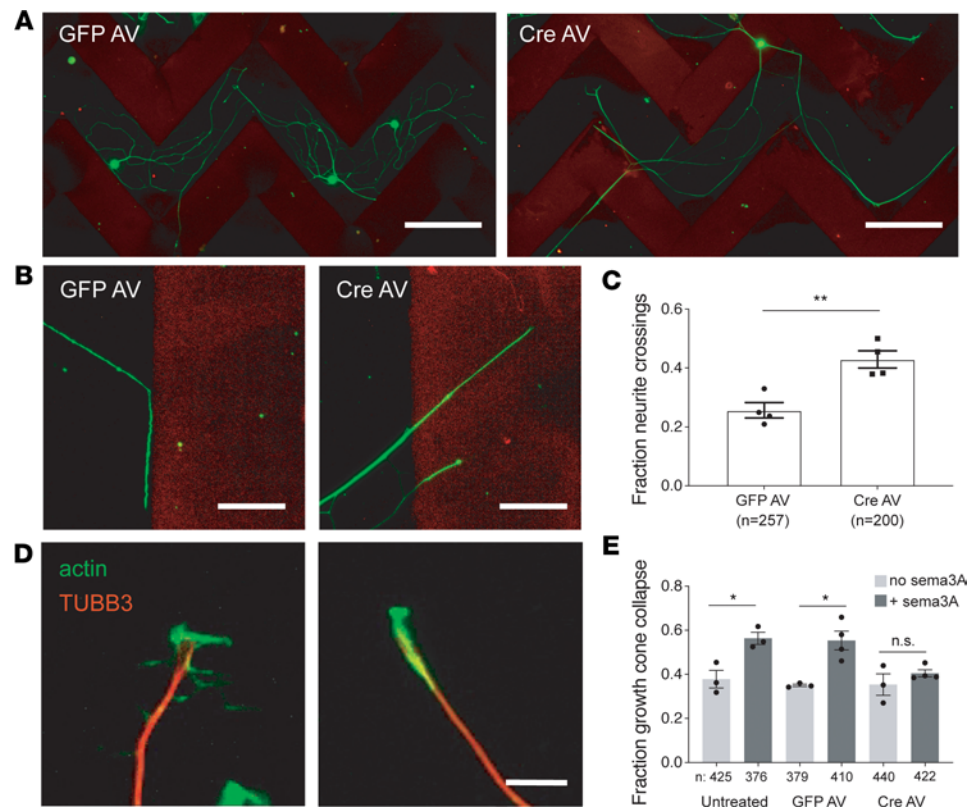 A
GFP AV
Cre AV
B
GFP AV
Cre AV
C
Fraction neurite crossings
0.6
0.4
0.2
0.0
**
GFP AV
(n=257)
Cre AV
(n=200)
D
actin
TUBB3
E
Fraction growth cone collapse
0.8
0.6
0.4
0.2
0.0
no sema3A
+ sema3A
*
*
n.s.
n: 425 376 379 410 440 422
Untreated GFP AV Cre AV